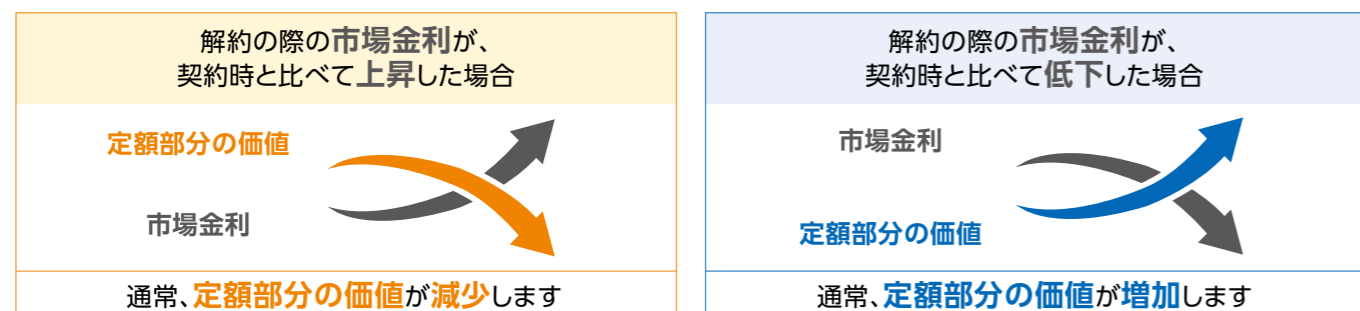 解約の際の市場金利が、
契約時と比べて上昇した場合
定額部分の価値
市場金利
通常、定額部分の価値が減少します
解約の際の市場金利が、
契約時と比べて低下した場合
市場金利
定額部分の価値
通常、定額部分の価値が増加します